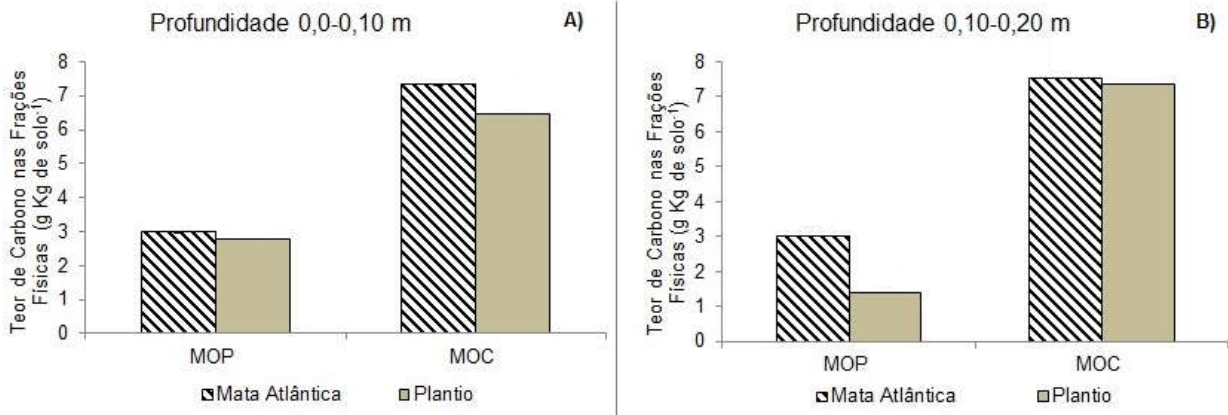 Profundidade 0,0-0,10 m
A)
Teor de Carbono nas Frações
Físicas (g Kg de solo⁻¹)
8
7
6
5
4
3
2
1
0
MOP
MOC
Mata Atlântica
Plantio
Profundidade 0,10-0,20 m
B)
Teor de Carbono nas Frações
Físicas (g Kg de solo⁻¹)
8
7
6
5
4
3
2
1
0
MOP
MOC
Mata Atlântica
Plantio